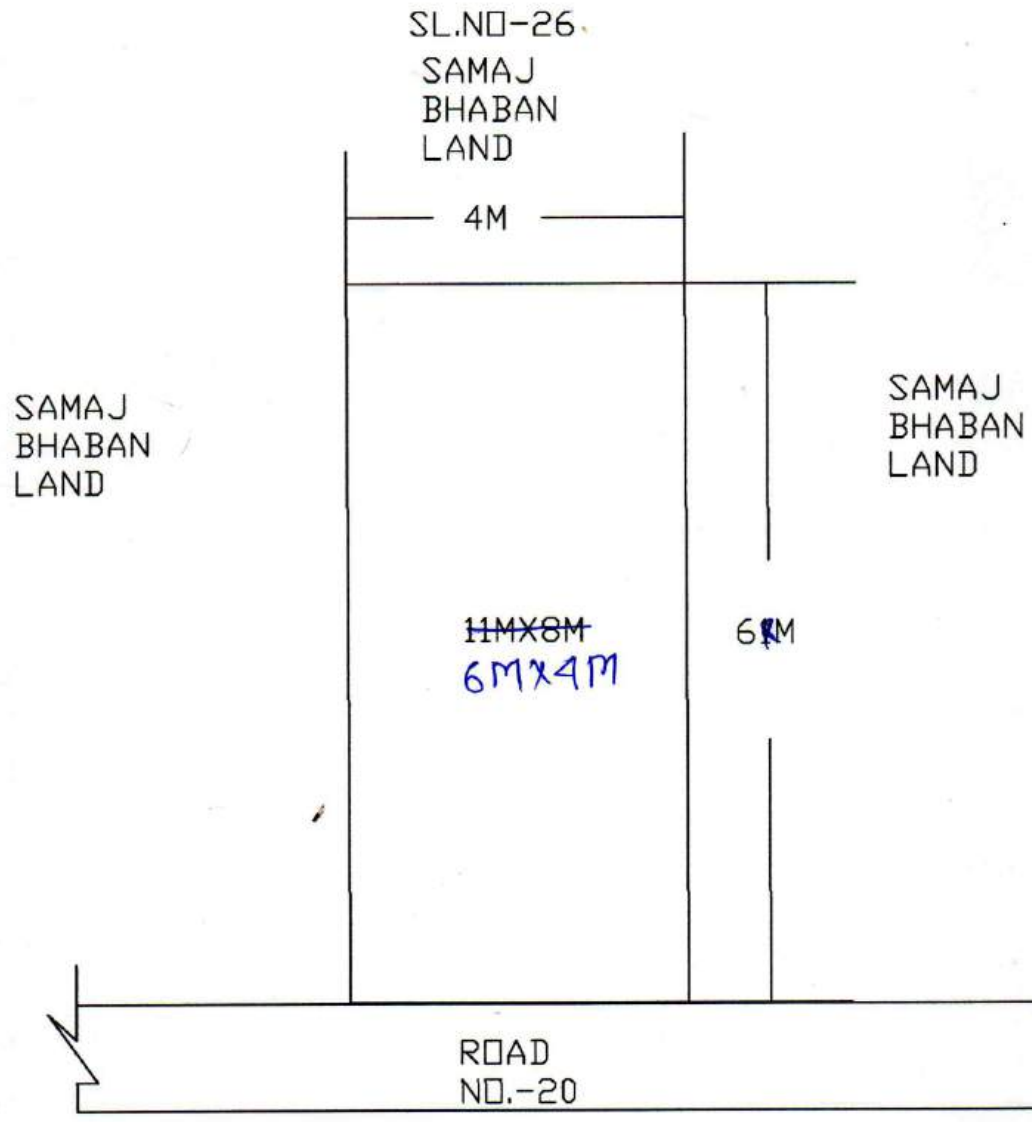 SL.NO-26
SAMAJ
BHABAN
LAND
4M
SAMAJ
BHABAN
LAND
SAMAJ
BHABAN
LAND
11MX8M
6MX4M
6M
ROAD
NO.-20